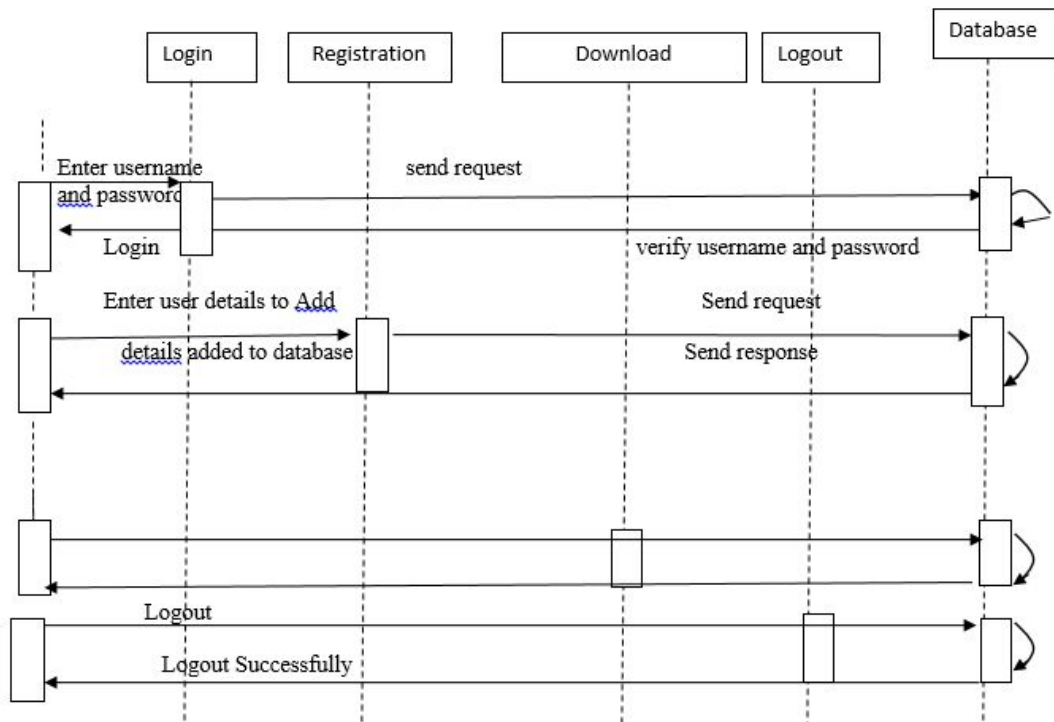 Database
Login
Registration
Download
Logout
Enter username
and password
send request
Login
verify username and password
Enter user details to Add
Send request
details added to database
Send response
Logout
Logout Successfully